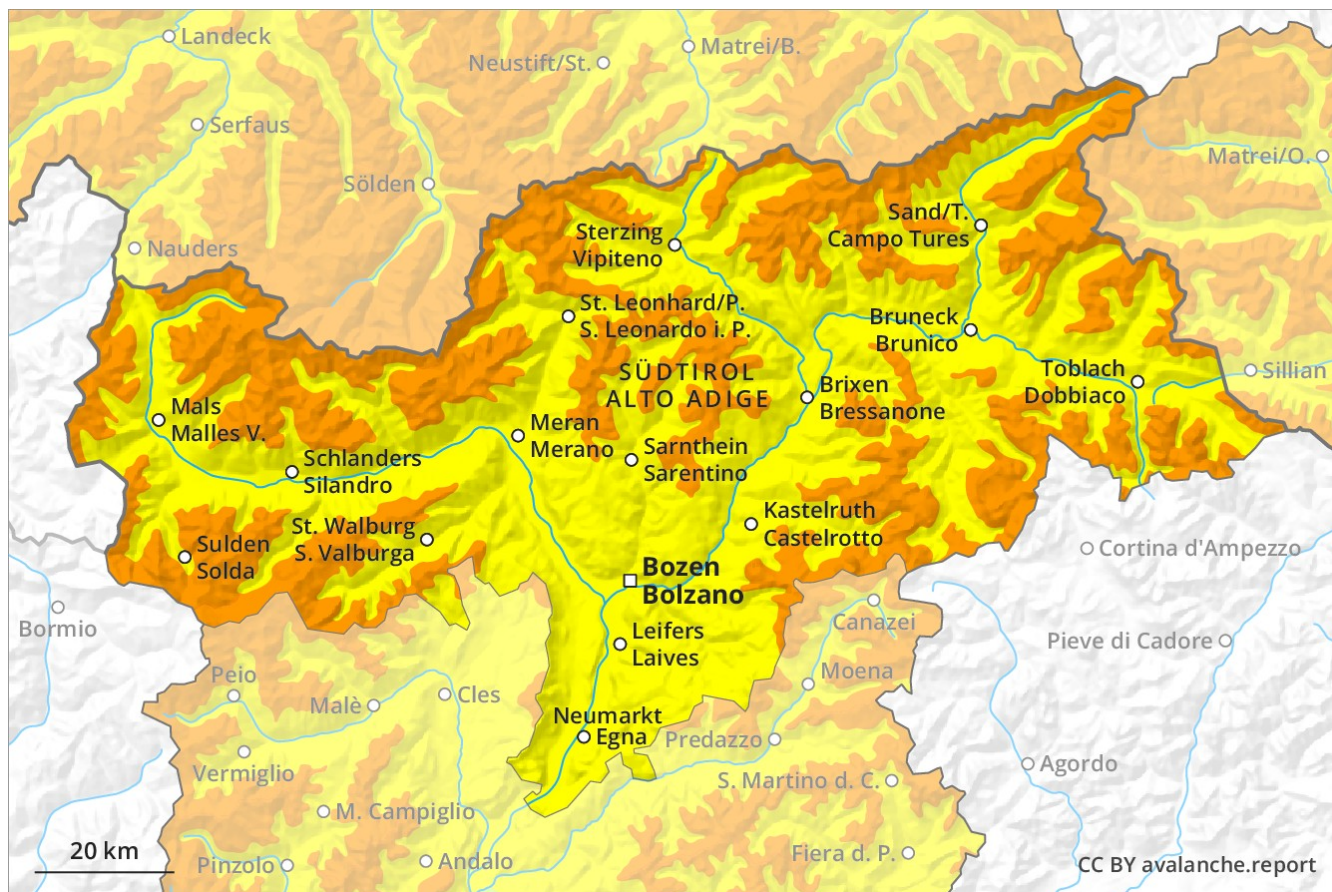 Landeck
Matrei/B.
Neustift/St.
Serfaus
Matrei/O.
Sölden
Nauders
Sand/T.
Campo Tures
Sterzing
Vipiteno
St. Leonhard/P.
S. Leonardo i. P.
Bruneck
Brunico
SÜDTIROL
ALTO ADIGE
Toblach
Dobbiaco
Sillian
Brixen
Bressanone
Mals
Malles V.
Meran
Merano
Sarnthein
Sarentino
Schlanders
Silandro
St. Walburg
S. Valburga
Kastelruth
Castelrotto
Sulden
Solda
Cortina d'Ampezzo
Bozen
Bolzano
Bormio
Leifers
Laives
Canazei
Pieve di Cadore
Peio
Moena
Malè
Cles
Neumarkt
Egna
Predazzo
Vermiglio
Agordo
S. Martino d. C.
M. Campiglio
20 km
Pinzolo
Andalo
Fiera d. P.
CC BY avalanche.report